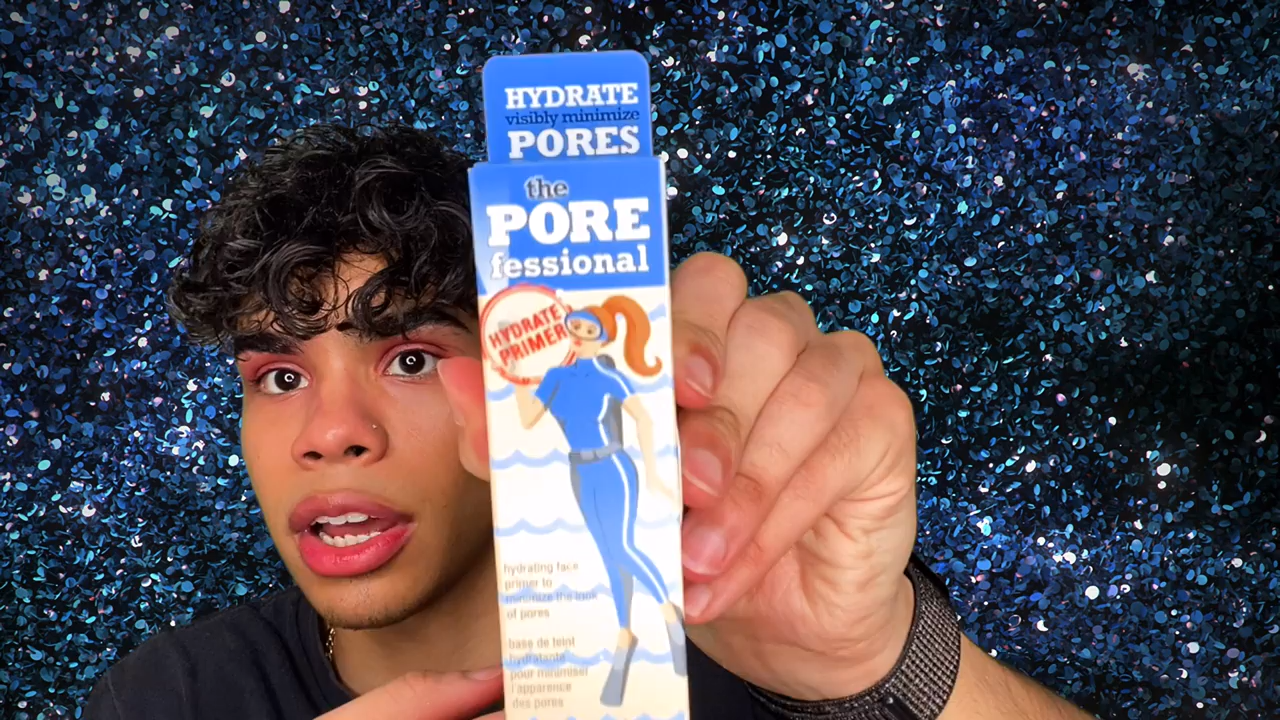 HYDRATE
visibly minimize
PORES
the
PORE
fessional
HYDRATE
PRIMER
hydrating face
primer to
minimize the look
of pores
base de teint
hydratante
pour minimiser
l'apparence
des pores